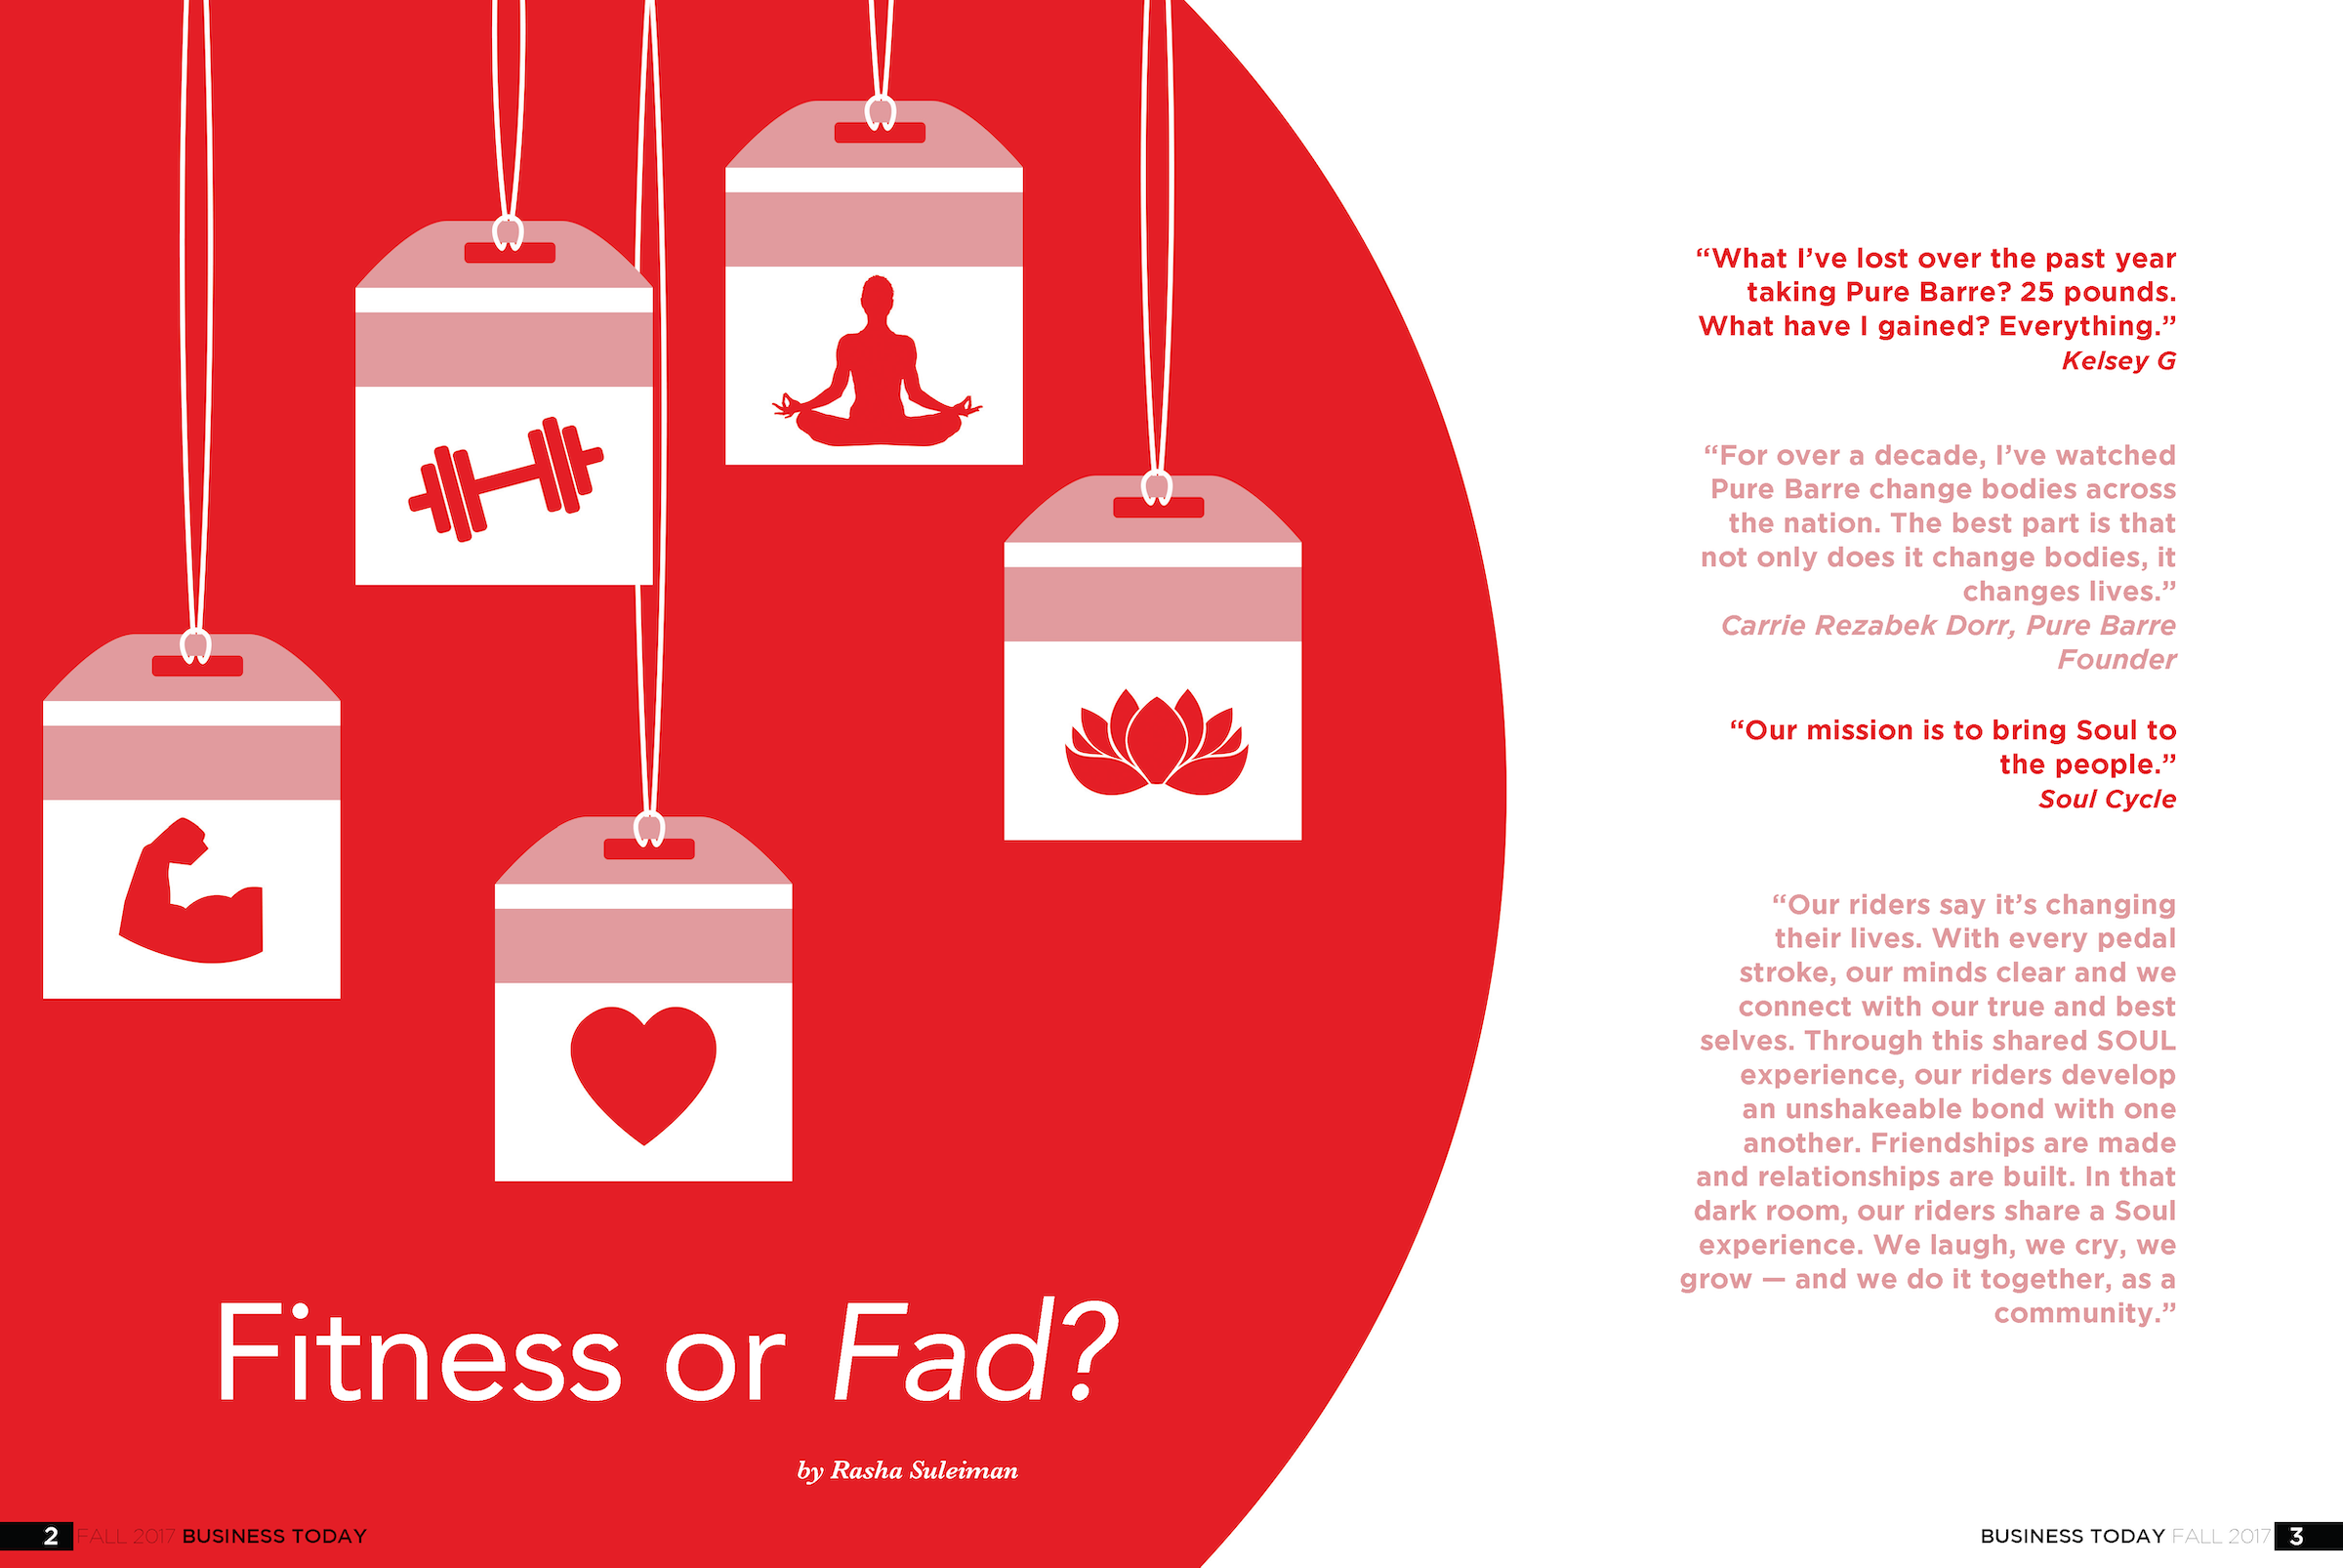 Fitness or Fad?
by Rasha Suleiman
2 FALL 2017 BUSINESS TODAY
“What I’ve lost over the past year
taking Pure Barre? 25 pounds.
What have I gained? Everything.”
Kelsey G
“For over a decade, I’ve watched
Pure Barre change bodies across
the nation. The best part is that
not only does it change bodies, it
changes lives.”
Carrie Rezabek Dorr, Pure Barre
Founder
“Our mission is to bring Soul to
the people.”
Soul Cycle
“Our riders say it’s changing
their lives. With every pedal
stroke, our minds clear and we
connect with our true and best
selves. Through this shared SOUL
experience, our riders develop
an unshakeable bond with one
another. Friendships are made
and relationships are built. In that
dark room, our riders share a Soul
experience. We laugh, we cry, we
grow — and we do it together, as a
community.”
BUSINESS TODAY FALL 2017 3